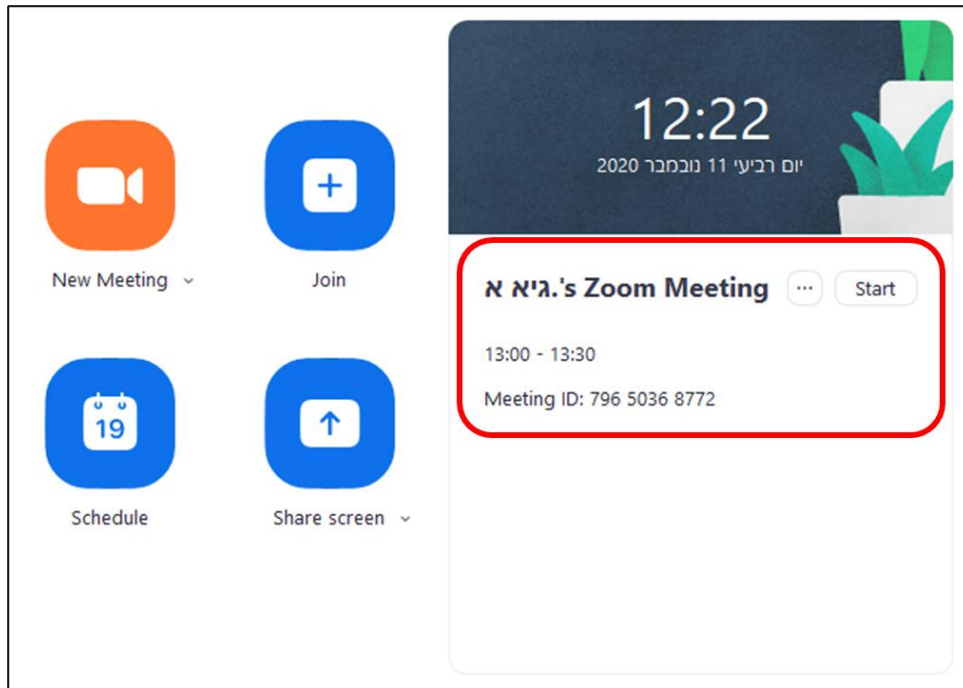 12:22
יום רביעי 11 נובמבר 2020
New Meeting
Join
גיא א.'s Zoom Meeting
...
Start
13:00 - 13:30
Meeting ID: 796 5036 8772
19
Schedule
Share screen